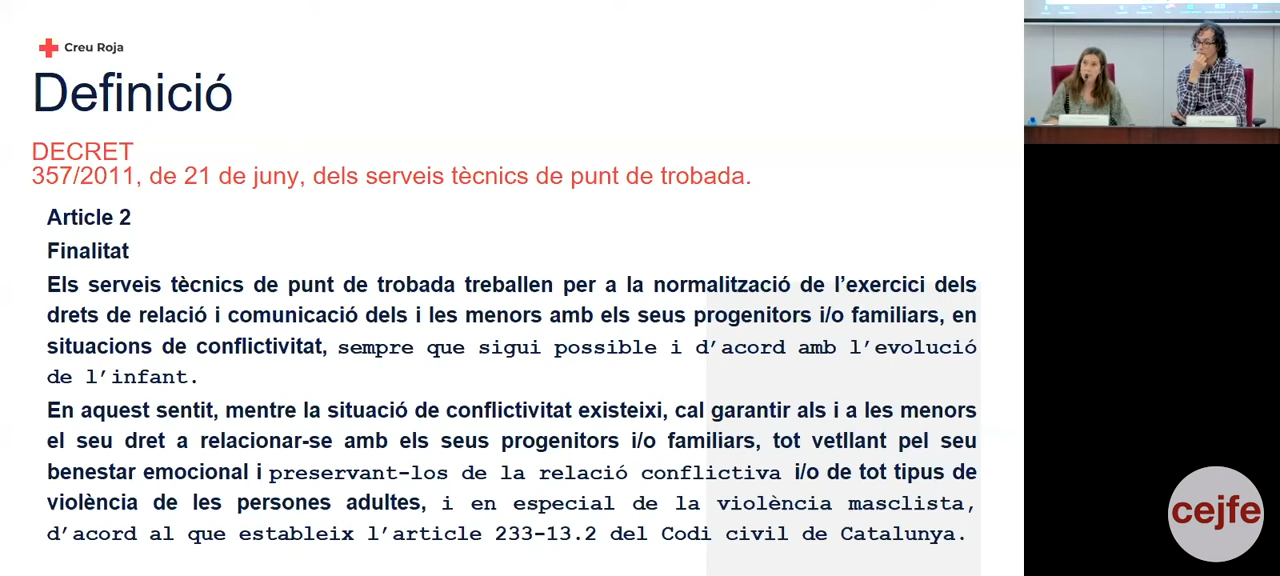 Creu Roja
Definició
DECRET
357/2011, de 21 de juny, dels serveis tècnics de punt de trobada.
Article 2
Finalitat
Els serveis tècnics de punt de trobada treballen per a la normalització de l’exercici dels
drets de relació i comunicació dels i les menors amb els seus progenitors i/o familiars, en
situacions de conflictivitat, sempre que sigui possible i d’acord amb l’evolució
de l’infant.
En aquest sentit, mentre la situació de conflictivitat existeixi, cal garantir als i a les menors
el seu dret a relacionar-se amb els seus progenitors i/o familiars, tot vetllant pel seu
benestar emocional i preservant-los de la relació conflictiva i/o de tot tipus de
violència de les persones adultes, i en especial de la violència masclista,
d’acord al que estableix l’article 233-13.2 del Codi civil de Catalunya.
cejfe